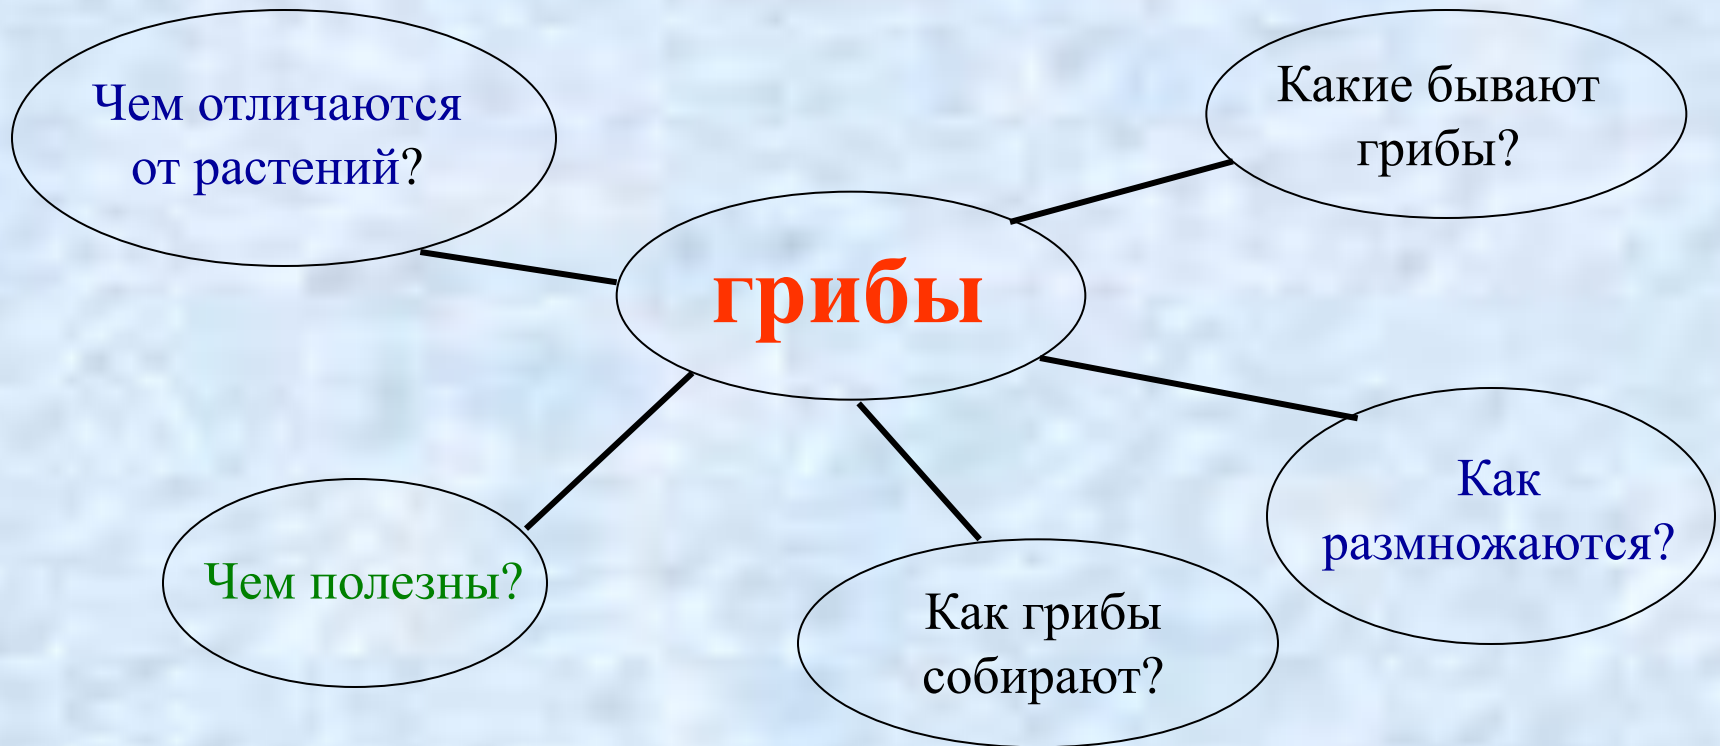 Чем отличаются
от растений?
Какие бывают
грибы?
грибы
Как
размножаются?
Чем полезны?
Как грибы
собирают?